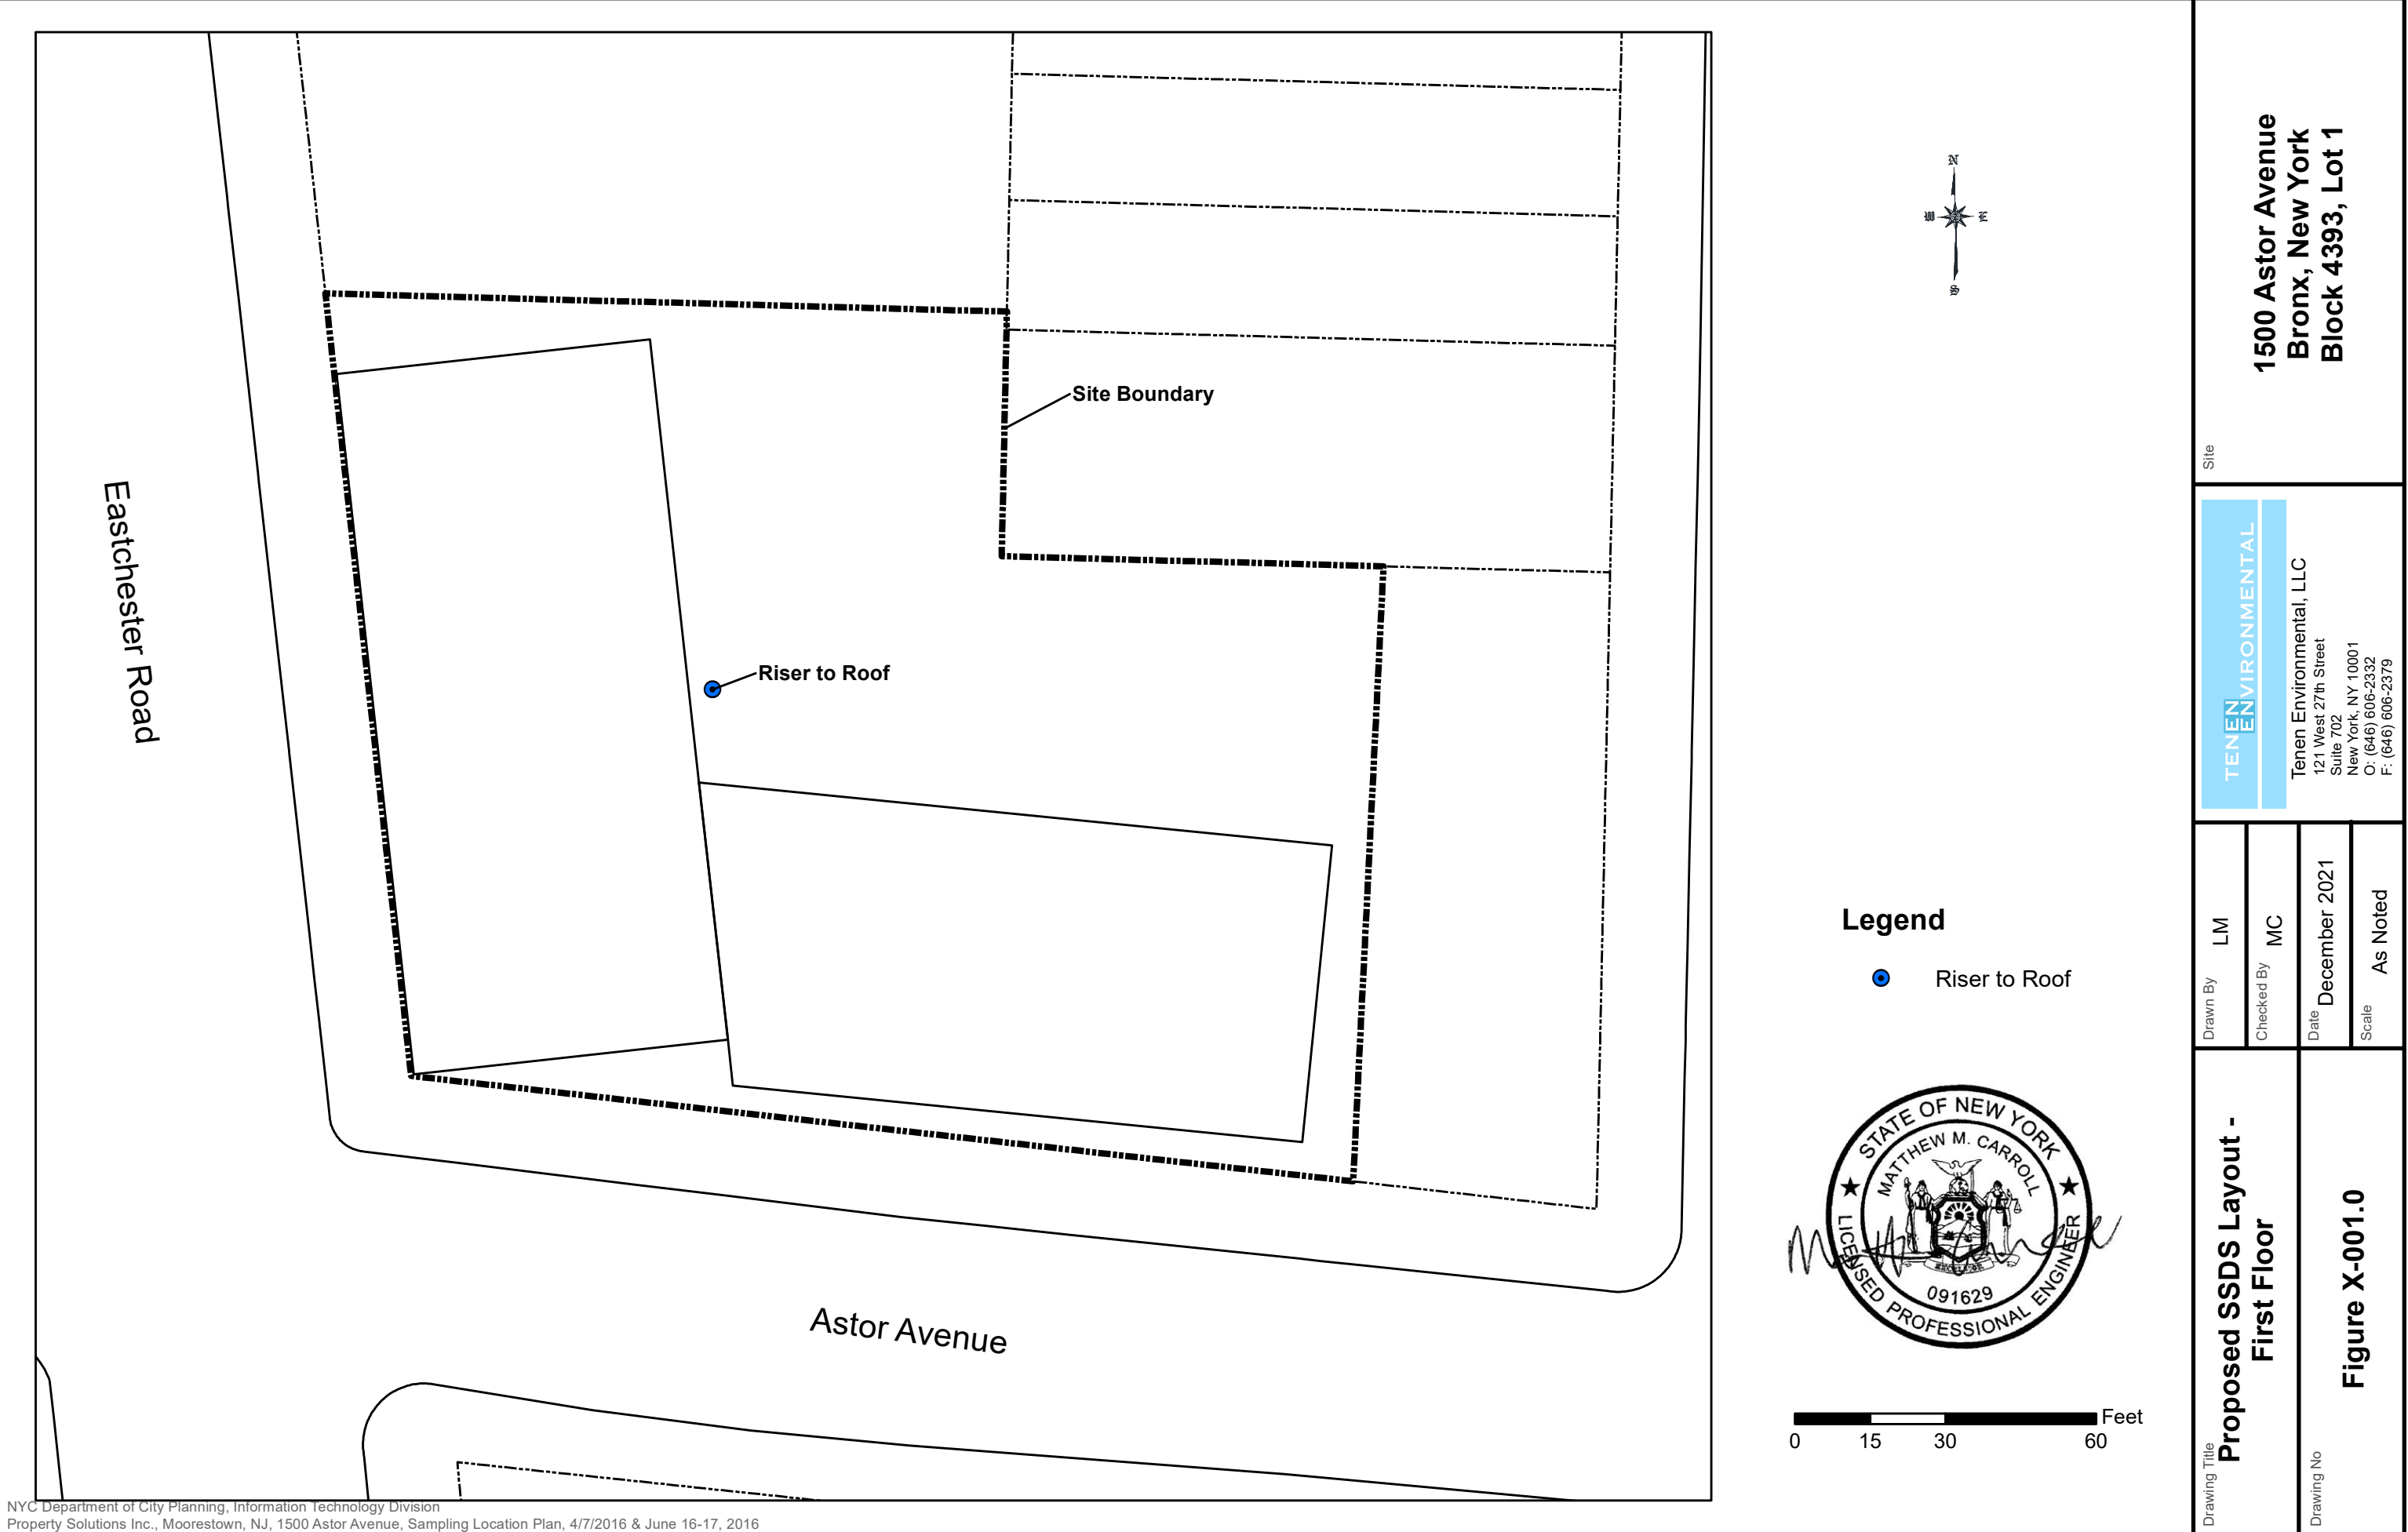 Eastchester Road
Site Boundary
Riser to Roof
Astor Avenue
N
E
S
Legend
Riser to Roof
STATE OF NEW YORK
MATTHEW M. CARROLL
EXCELSIOR
091629
LICENSED PROFESSIONAL ENGINEER
Feet
0 15 30 60
Site
1500 Astor Avenue
Bronx, New York
Block 4393, Lot 1
TENEN
ENVIRONMENTAL
Tenen Environmental, LLC
121 West 27th Street
Suite 702
New York, NY 10001
O: (646) 606-2332
F: (646) 606-2379
Drawn By LM
Checked By MC
Date December 2021
Scale As Noted
Drawing Title
Proposed SSDS Layout -
First Floor
Drawing No
Figure X-001.0
NYC Department of City Planning, Information Technology Division
Property Solutions Inc., Moorestown, NJ, 1500 Astor Avenue, Sampling Location Plan, 4/7/2016 & June 16-17, 2016